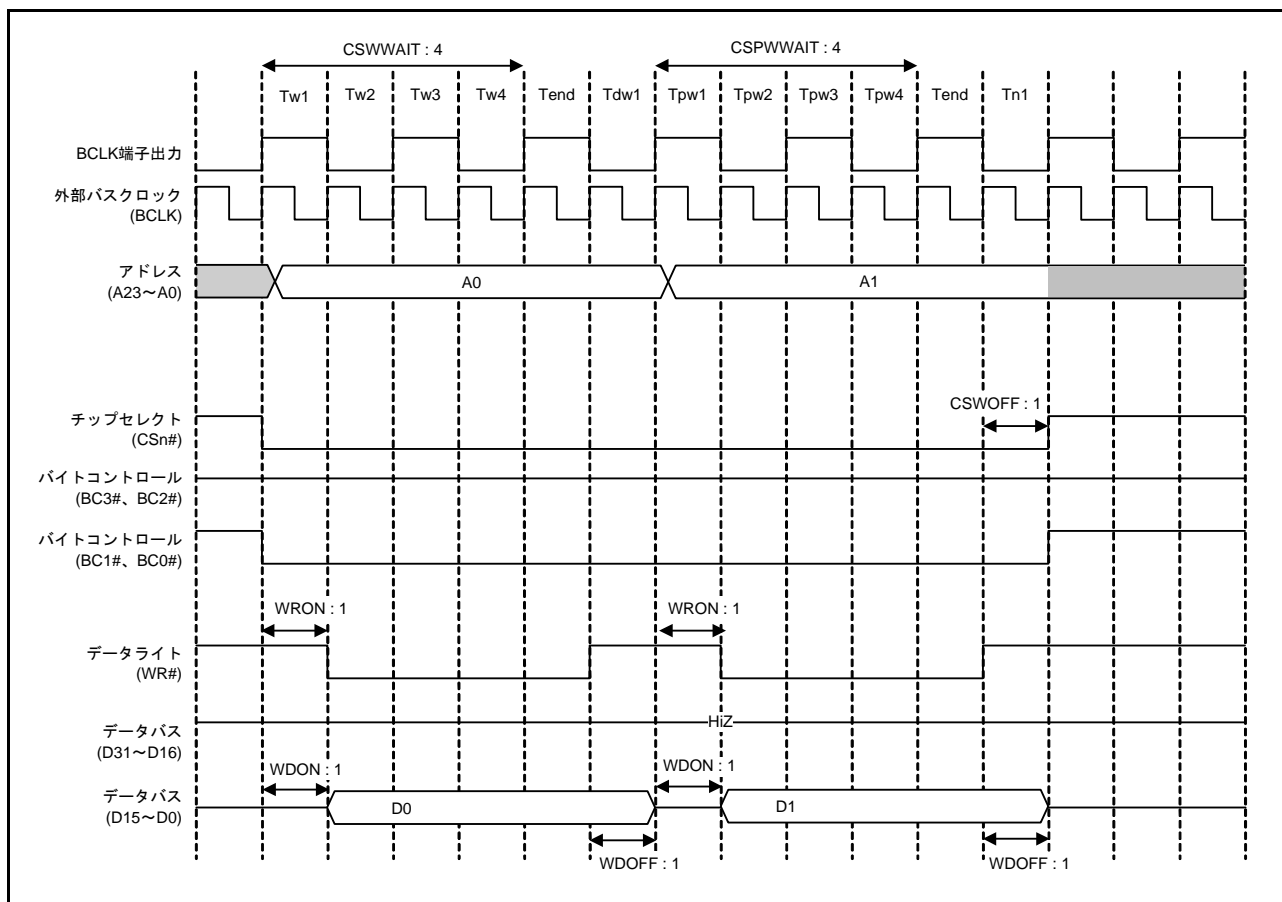 CSWWAIT : 4
CSPWWAIT : 4
Tw1 Tw2 Tw3 Tw4 Tend Tdw1 Tpw1 Tpw2 Tpw3 Tpw4 Tend Tn1
BCLK端子出力
外部バスクロック
(BCLK)
アドレス
(A23～A0)
A0
A1
チップセレクト
(CSn#)
CSWOFF : 1
バイトコントロール
(BC3#、BC2#)
バイトコントロール
(BC1#、BC0#)
WRON : 1
WRON : 1
データライト
(WR#)
データバス
(D31～D16)
HiZ
WDON : 1
WDON : 1
データバス
(D15～D0)
D0
D1
WDOFF : 1
WDOFF : 1